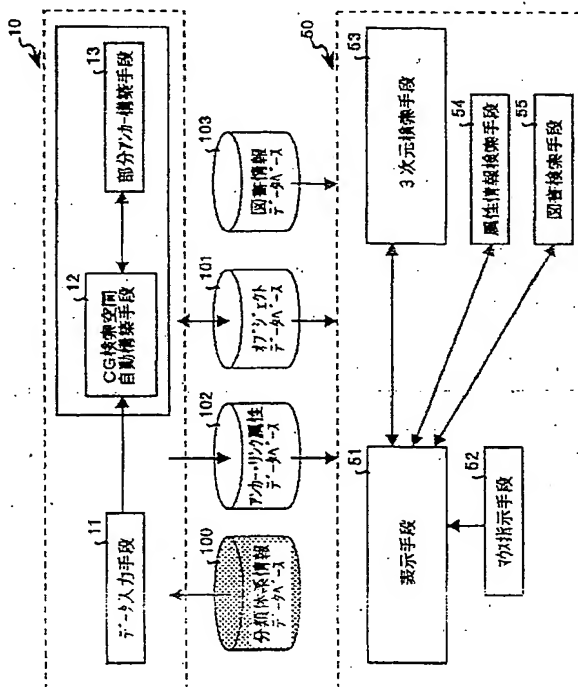 10
11
データ入力手段
12
CG検索空間
自動構築手段
13
部分アンカー構築手段
100
分類体系情報
データベース
102
アンカー・リンク属性
データベース
101
オブジェクト
データベース
103
図書情報
データベース
50
51
表示手段
52
マウス指示手段
53
3次元検索手段
54
属性情報検索手段
55
図書検索手段